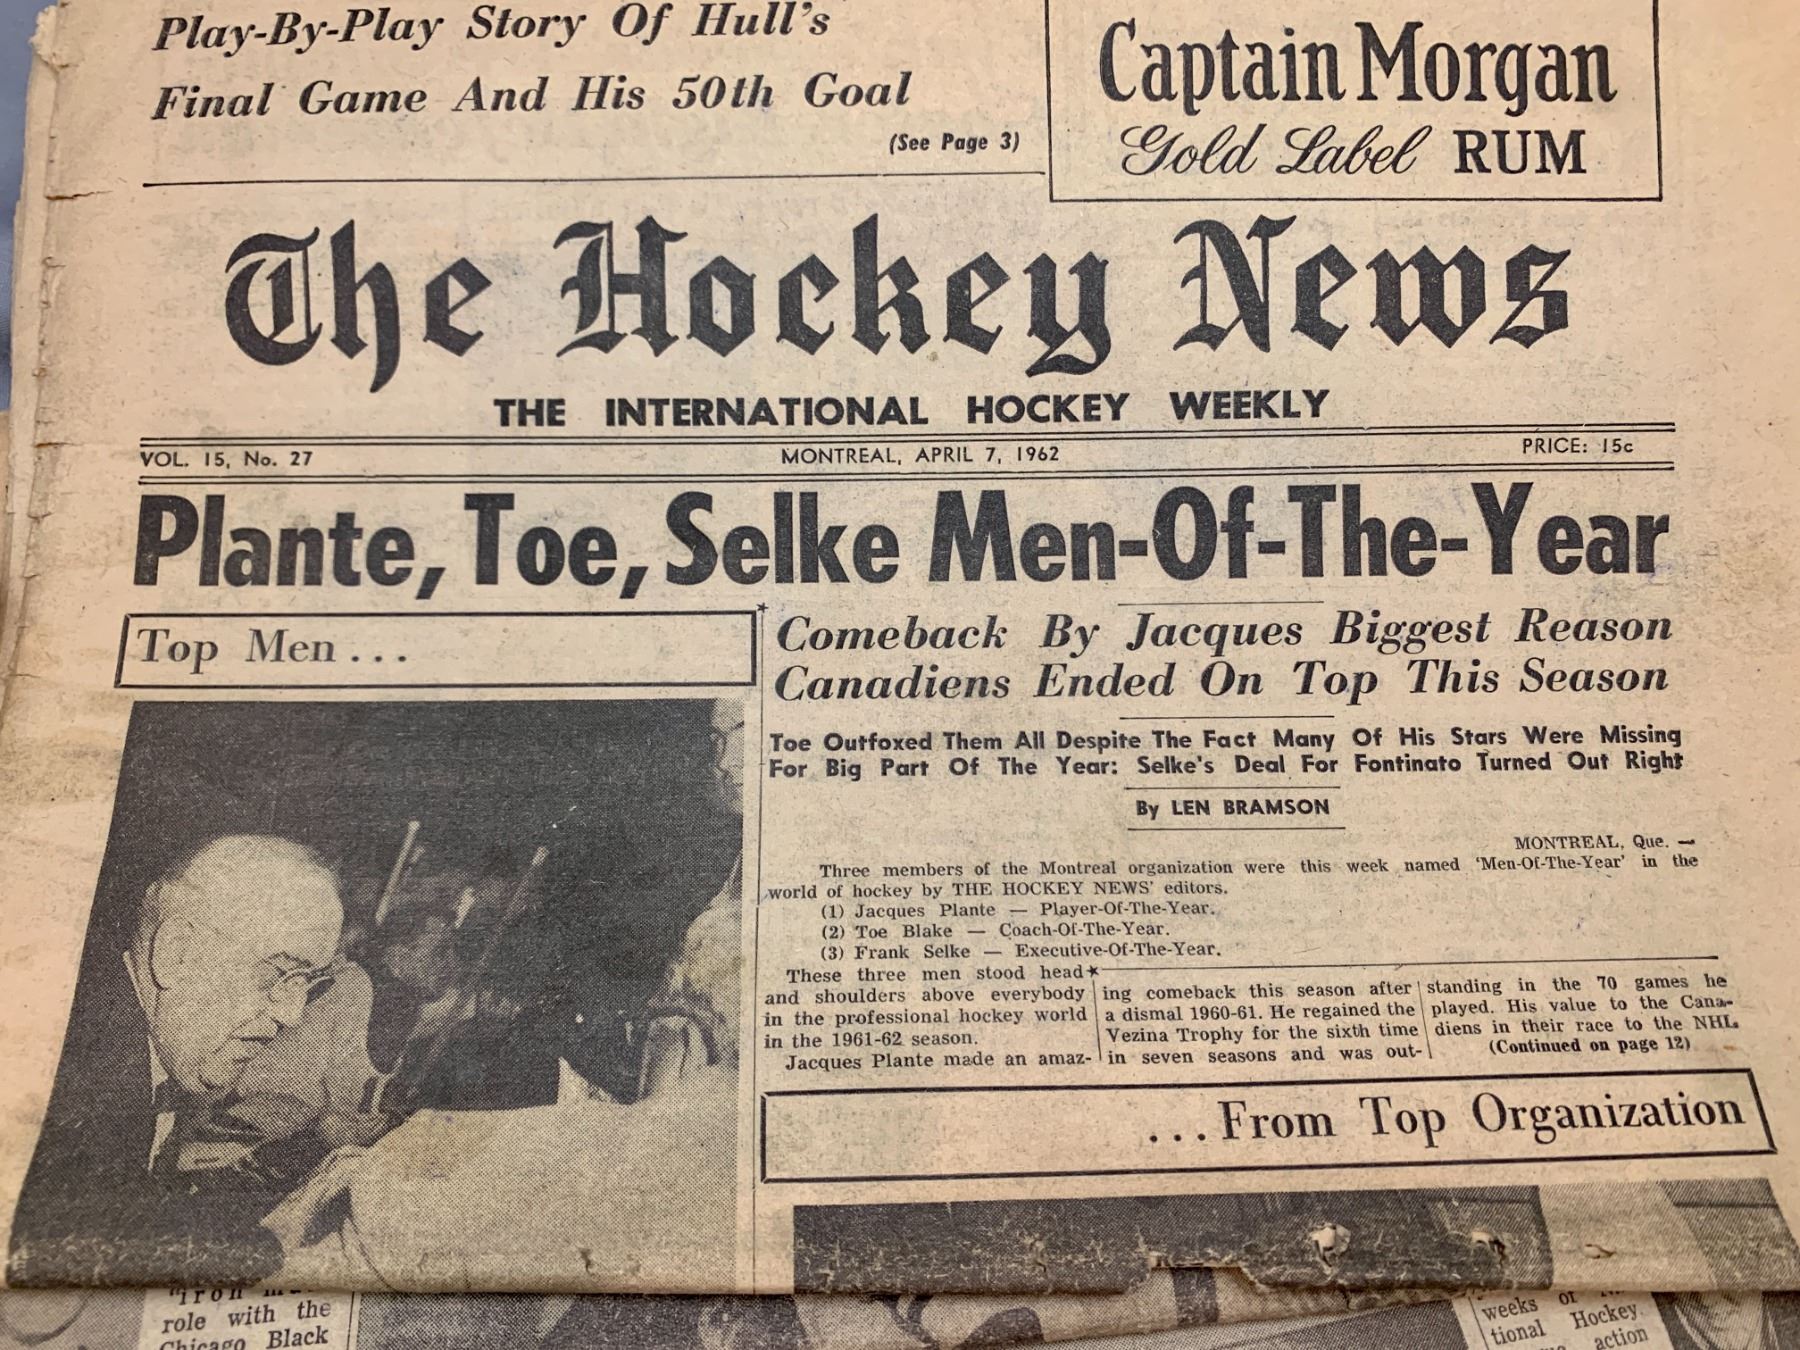 Play-By-Play Story Of Hull's
Final Game And His 50th Goal
(See Page 3)
Captain Morgan
Gold Label RUM
The Hockey News
THE INTERNATIONAL HOCKEY WEEKLY
VOL. 15, No. 27
MONTREAL, APRIL 7, 1962
PRICE: 15c
Plante, Toe, Selke Men-Of-The-Year
Top Men . . .
Comeback By Jacques Biggest Reason
Canadiens Ended On Top This Season
Toe Outfoxed Them All Despite The Fact Many Of His Stars Were Missing
For Big Part Of The Year: Selke's Deal For Fontinato Turned Out Right
By LEN BRAMSON
MONTREAL, Que. —
Three members of the Montreal organization were this week named 'Men-Of-The-Year' in the
world of hockey by THE HOCKEY NEWS' editors.
(1) Jacques Plante — Player-Of-The-Year.
(2) Toe Blake — Coach-Of-The-Year.
(3) Frank Selke — Executive-Of-The-Year.
These three men stood head
and shoulders above everybody
in the professional hockey world
in the 1961-62 season.
Jacques Plante made an amaz-
ing comeback this season after
a dismal 1960-61. He regained the
Vezina Trophy for the sixth time
in seven seasons and was out-
standing in the 70 games he
played. His value to the Cana-
diens in their race to the NHL
(Continued on page 12)
. . . From Top Organization
"iron
role with the
Chicago Black
weeks of
tional Hockey
action